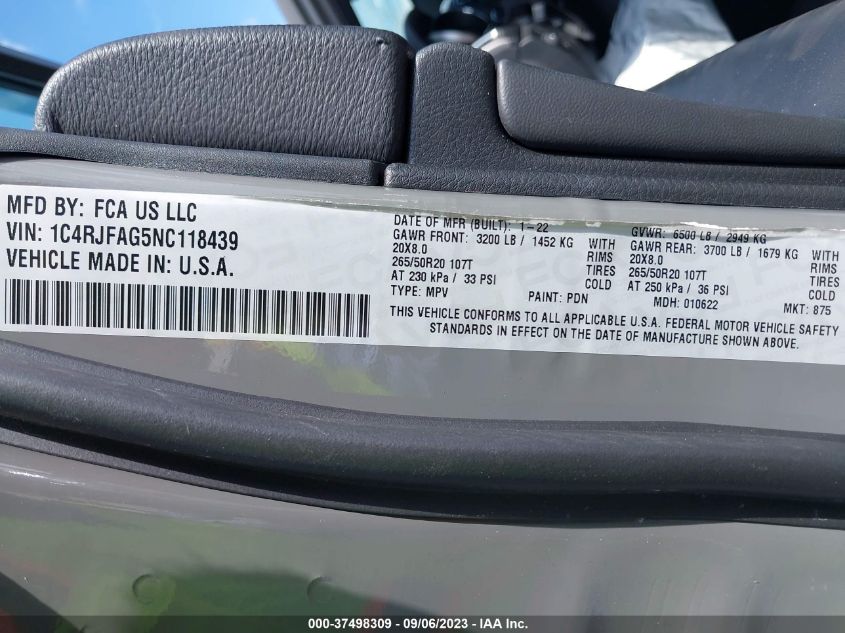 MFD BY: FCA US LLC
VIN: 1C4RJFAG5NC118439
VEHICLE MADE IN: U.S.A.
DATE OF MFR (BUILT): 1-22 GVWR: 6500 LB / 2949 KG
GAWR FRONT: 3200 LB / 1452 KG WITH GAWR REAR: 3700 LB / 1679 KG WITH
20X8.0 RIMS 20X8.0 RIMS
265/50R20 107T TIRES 265/50R20 107T TIRES
AT 230 kPa / 33 PSI COLD AT 250 kPa / 36 PSI COLD
TYPE: MPV PAINT: PDN MDH: 010622 MKT: 875
THIS VEHICLE CONFORMS TO ALL APPLICABLE U.S.A. FEDERAL MOTOR VEHICLE SAFETY
STANDARDS IN EFFECT ON THE DATE OF MANUFACTURE SHOWN ABOVE.
000-37498309 - 09/06/2023 - IAA Inc.